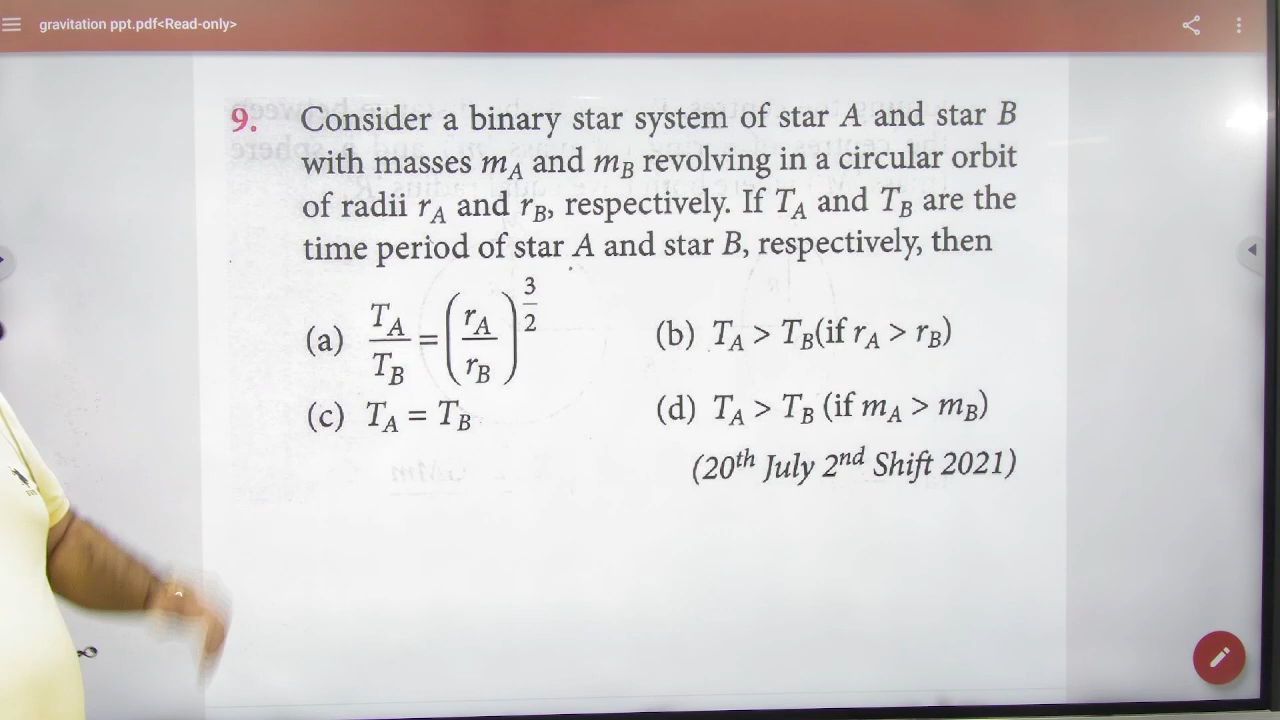 gravitation ppt.pdf<Read-only>
9. Consider a binary star system of star A and star B
with masses m_A and m_B revolving in a circular orbit
of radii r_A and r_B, respectively. If T_A and T_B are the
time period of star A and star B, respectively, then
(a) T_A/T_B = (r_A/r_B)^(3/2) (b) T_A > T_B(if r_A > r_B)
(c) T_A = T_B (d) T_A > T_B (if m_A > m_B)
(20th July 2nd Shift 2021)